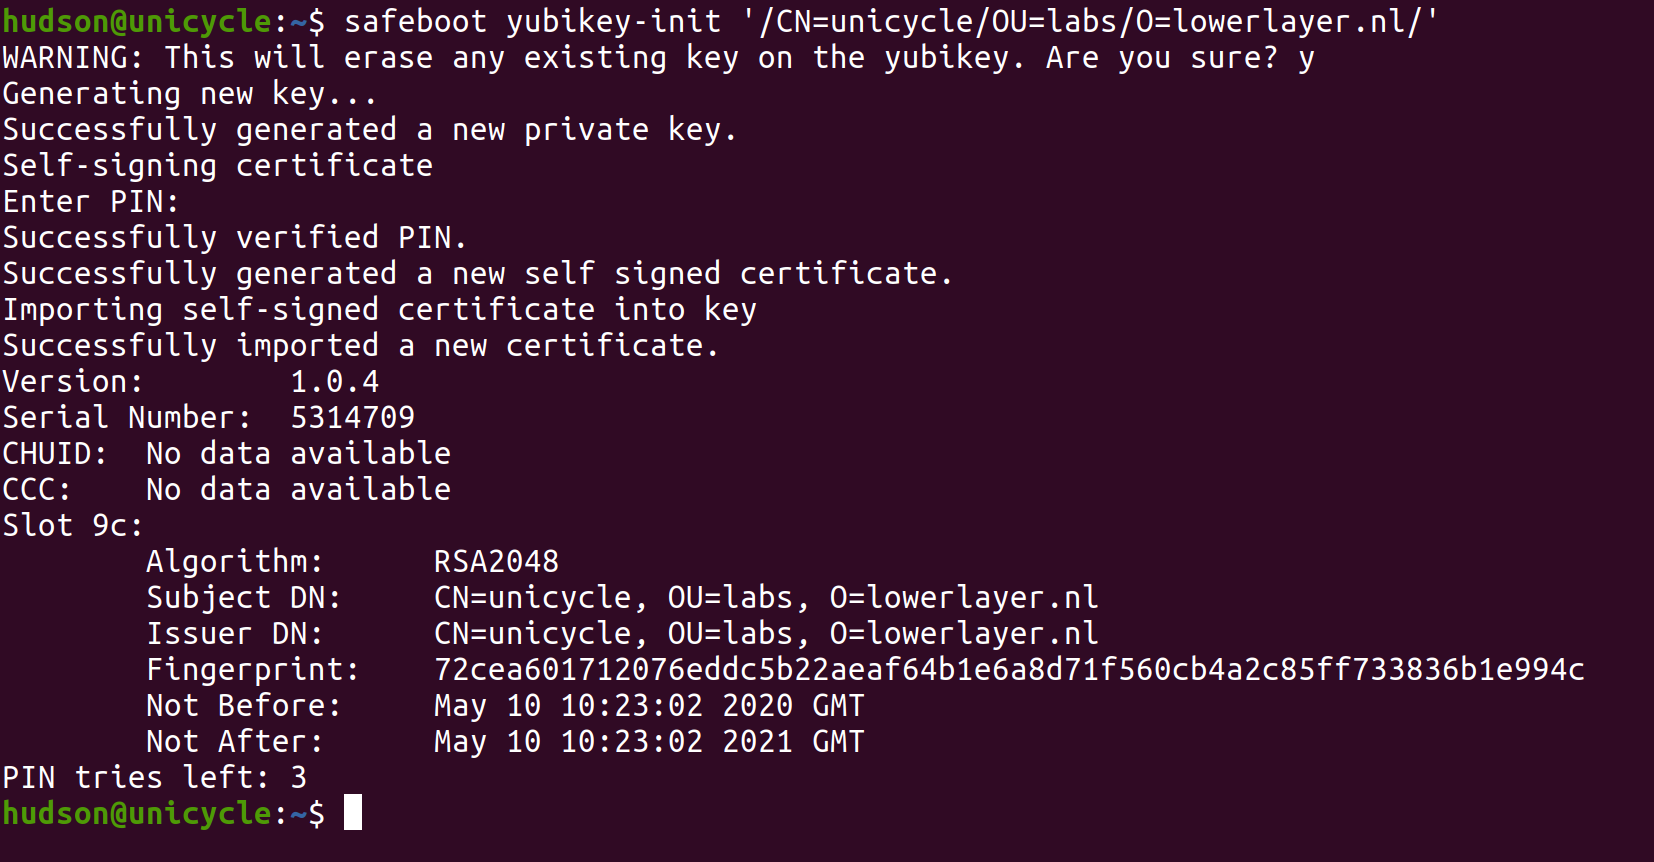 hudson@unicycle:~$ safeboot yubikey-init '/CN=unicycle/OU=labs/O=lowerlayer.nl/'
WARNING: This will erase any existing key on the yubikey. Are you sure? y
Generating new key...
Successfully generated a new private key.
Self-signing certificate
Enter PIN:
Successfully verified PIN.
Successfully generated a new self signed certificate.
Importing self-signed certificate into key
Successfully imported a new certificate.
Version:        1.0.4
Serial Number:  5314709
CHUID:  No data available
CCC:    No data available
Slot 9c:
        Algorithm:      RSA2048
        Subject DN:     CN=unicycle, OU=labs, O=lowerlayer.nl
        Issuer DN:      CN=unicycle, OU=labs, O=lowerlayer.nl
        Fingerprint:    72cea601712076eddc5b22aeaf64b1e6a8d71f560cb4a2c85ff733836b1e994c
        Not Before:     May 10 10:23:02 2020 GMT
        Not After:      May 10 10:23:02 2021 GMT
PIN tries left: 3
hudson@unicycle:~$